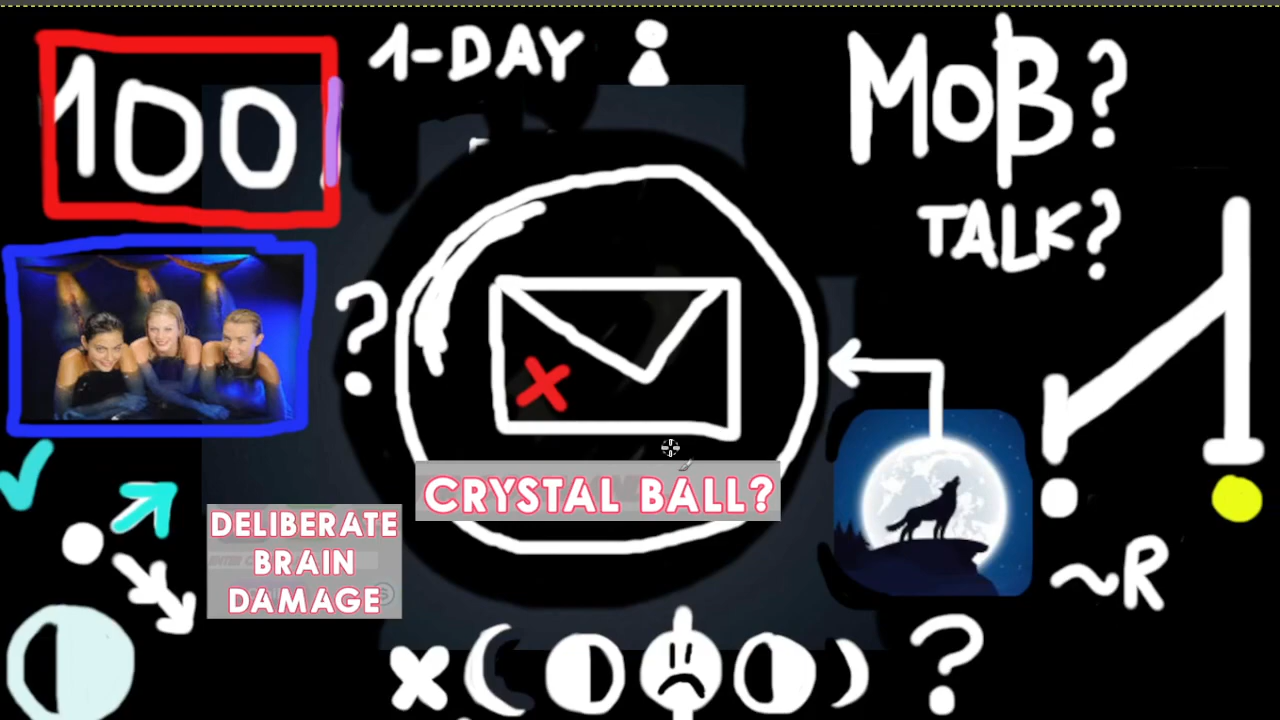 100
1-DAY
MOB?
TALK?
?
CRYSTAL BALL?
DELIBERATE
BRAIN
DAMAGE
~R
?